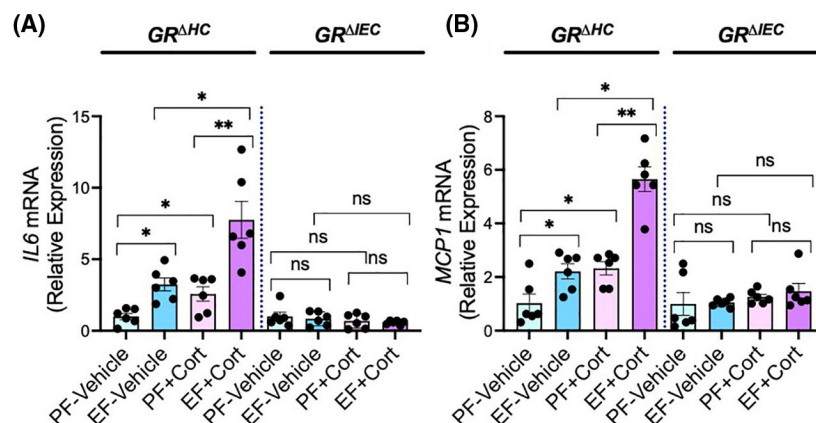 (A)
GR^ΔHC GR^ΔIEC
IL6 mRNA
(Relative Expression)
15
10
5
0
* ** * *
ns ns ns ns
PF-Vehicle
EF-Vehicle
PF+Cort
EF+Cort
PF-Vehicle
EF-Vehicle
PF+Cort
EF+Cort
(B)
GR^ΔHC GR^ΔIEC
MCP1 mRNA
(Relative Expression)
8
6
4
2
0
* ** * *
ns ns ns ns
PF-Vehicle
EF-Vehicle
PF+Cort
EF+Cort
PF-Vehicle
EF-Vehicle
PF+Cort
EF+Cort